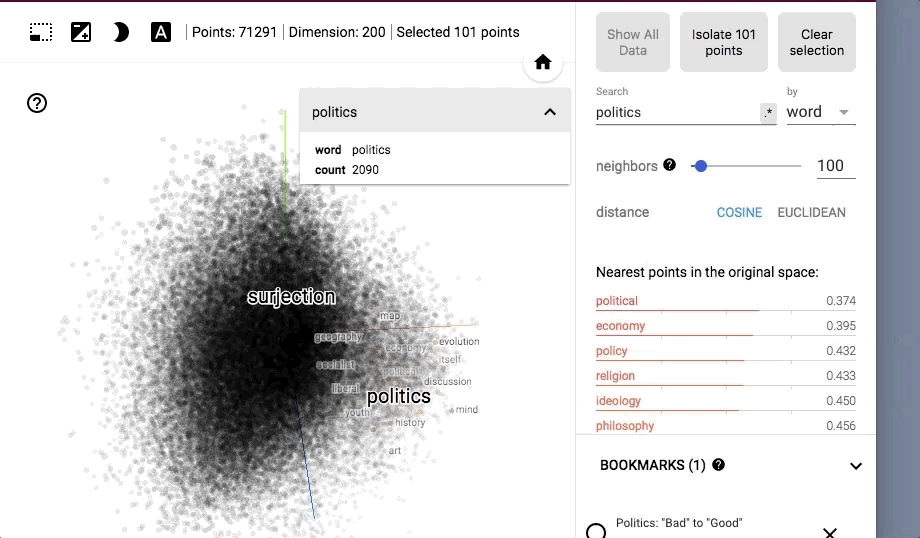 A
Points: 71291 | Dimension: 200 | Selected 101 points
politics
word politics
count 2090
surjection
map
geography
economy
evolution
itself
socialist
political
discussion
liberal
politics
youth
mind
history
art
Show All Data
Isolate 101 points
Clear selection
Search
by
politics
.*
word
neighbors
100
distance
COSINE
EUCLIDEAN
Nearest points in the original space:
political 0.374
economy 0.395
policy 0.432
religion 0.433
ideology 0.450
philosophy 0.456
BOOKMARKS (1)
Politics: "Bad" to "Good"